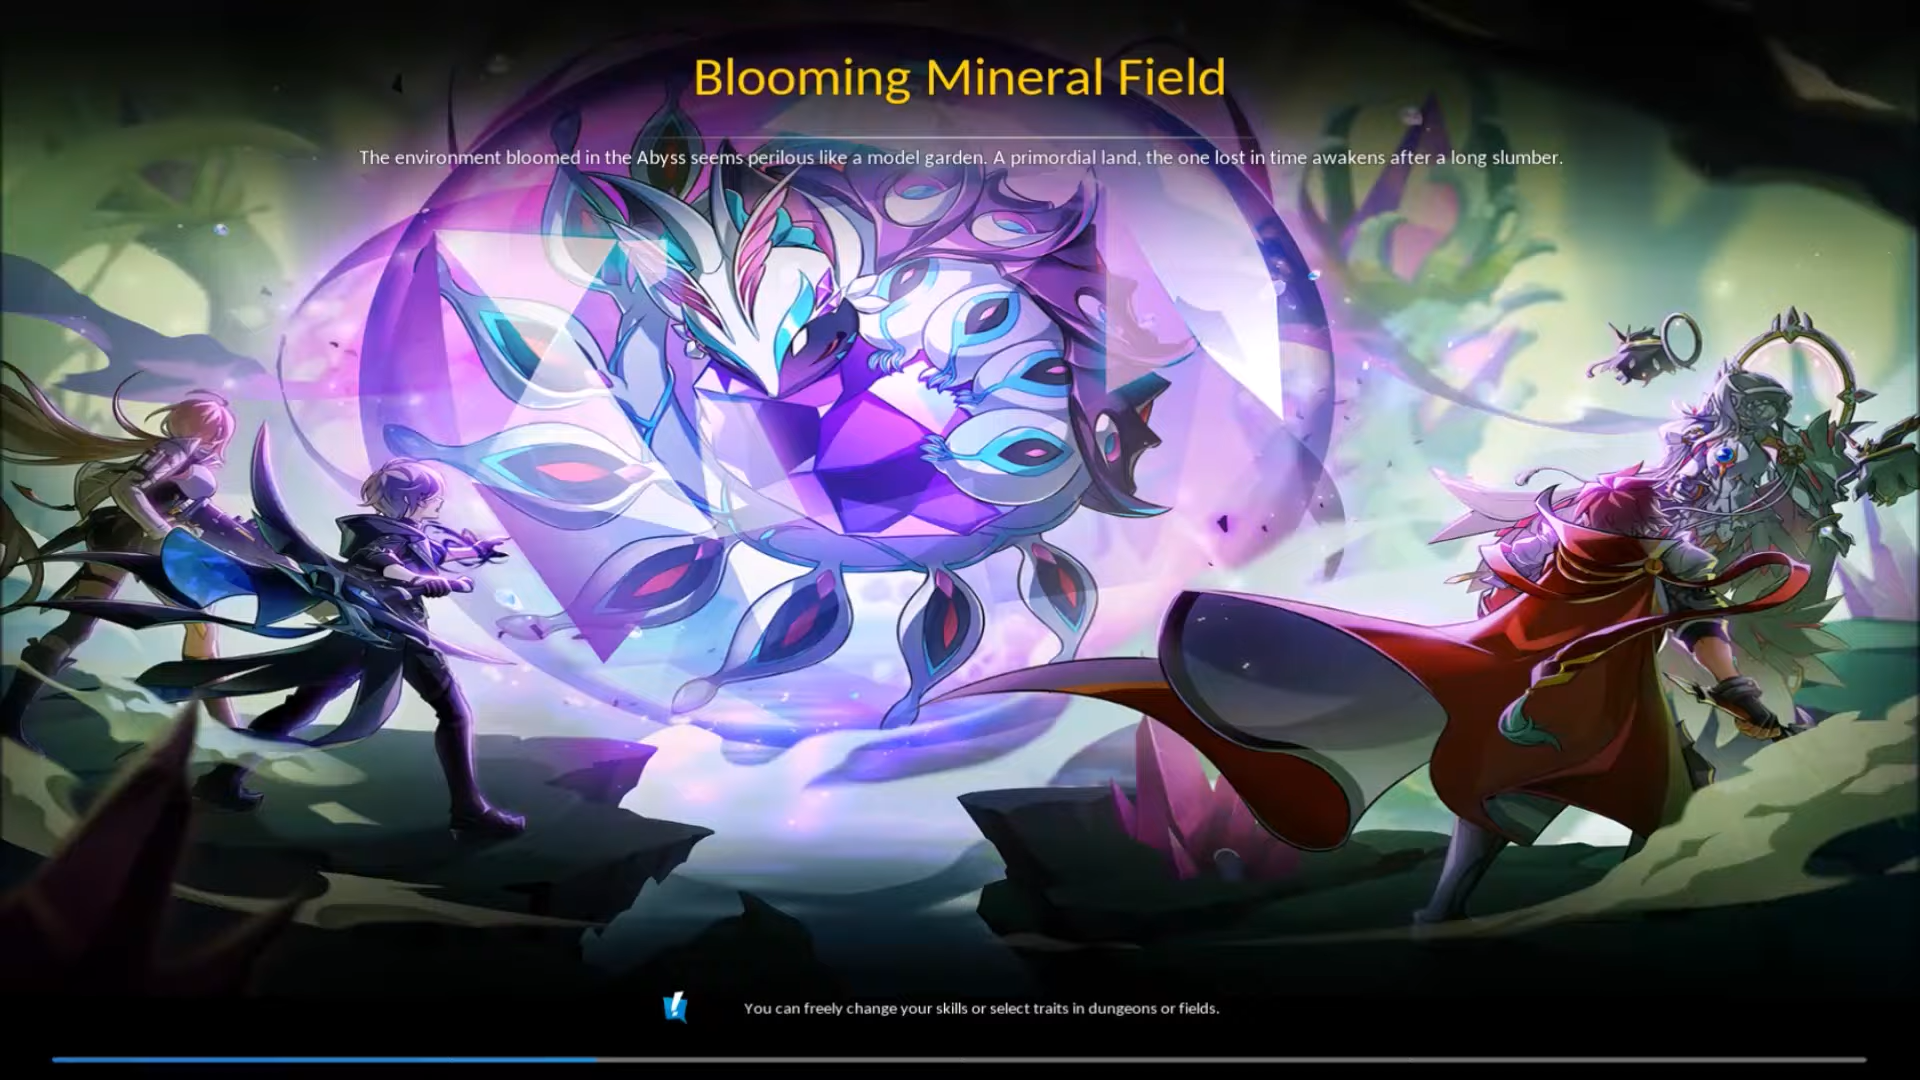 Blooming Mineral Field
The environment bloomed in the Abyss seems perilous like a model garden. A primordial land, the one lost in time awakens after a long slumber.
You can freely change your skills or select traits in dungeons or fields.